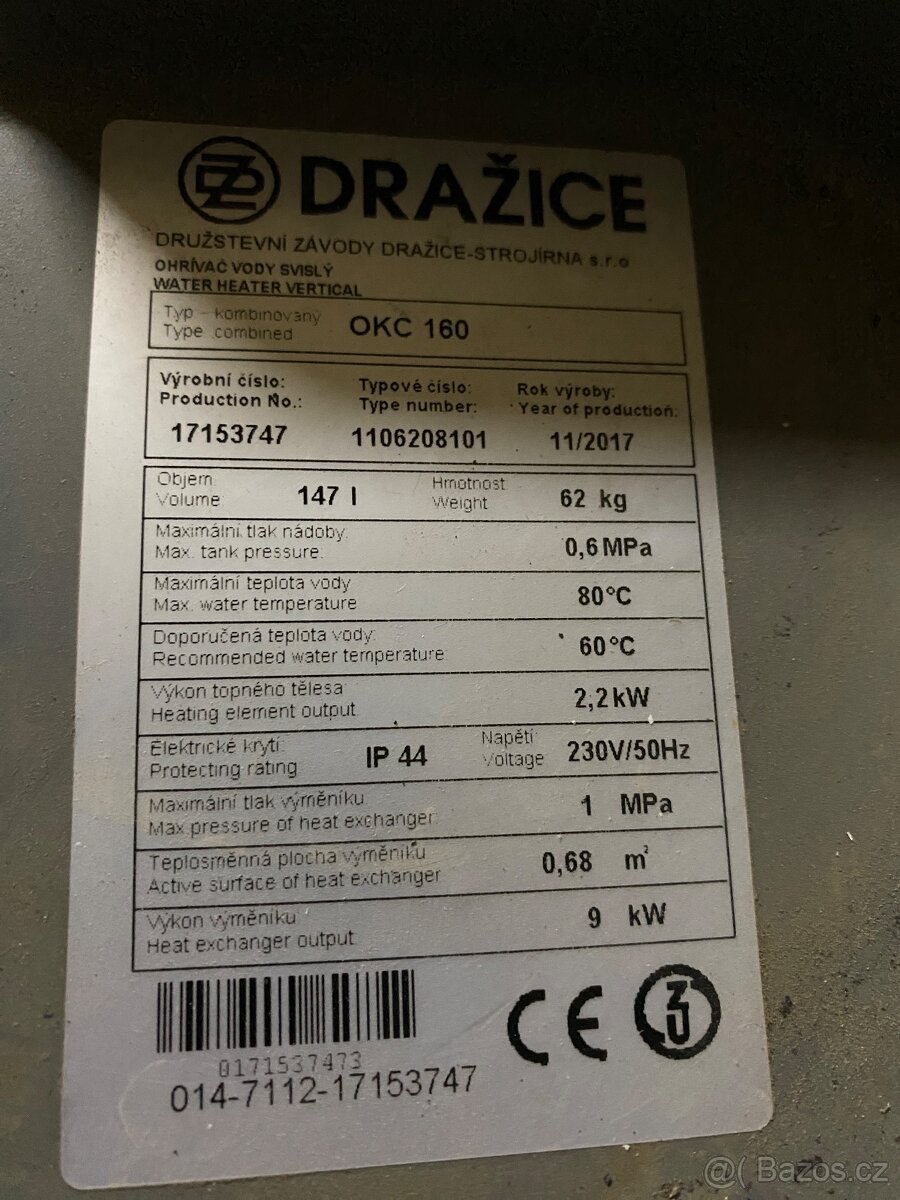 DRAŽICE
DRUŽSTEVNÍ ZÁVODY DRAŽICE-STROJÍRNA s.r.o
OHŘÍVAČ VODY SVISLÝ
WATER HEATER VERTICAL
Typ - kombinovaný
Type combined OKC 160
Výrobní číslo: Typové číslo: Rok výroby:
Production No.: Type number: Year of production:
17153747 1106208101 11/2017
Objem Hmotnost
Volume 147 l Weight 62 kg
Maximální tlak nádoby:
Max. tank pressure: 0,6 MPa
Maximální teplota vody
Max. water temperature 80°C
Doporučená teplota vody:
Recommended water temperature 60°C
Výkon topného tělesa
Heating element output 2,2 kW
Elektrické krytí: Napětí:
Protecting rating IP 44 Voltage 230V/50Hz
Maximální tlak výměníku
Max.pressure of heat exchanger: 1 MPa
Teplosměnná plocha výměníku
Active surface of heat exchanger 0,68 m²
Výkon výměníku
Heat exchanger output 9 kW
CE
0171537473
014-7112-17153747
@( Bazos.cz